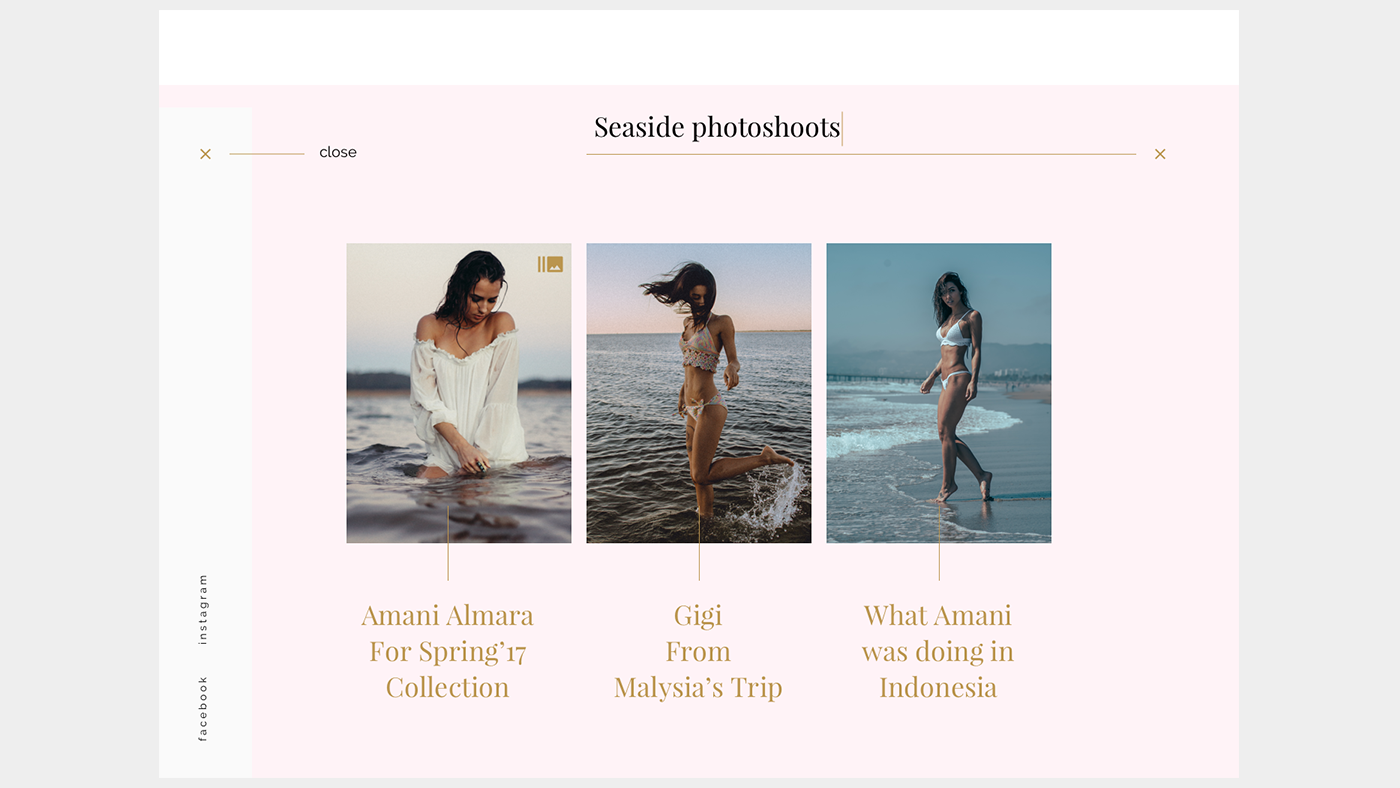 Seaside photoshoots
close
Amani Almara
For Spring’17
Collection
Gigi
From
Malysia’s Trip
What Amani
was doing in
Indonesia
instagram
facebook